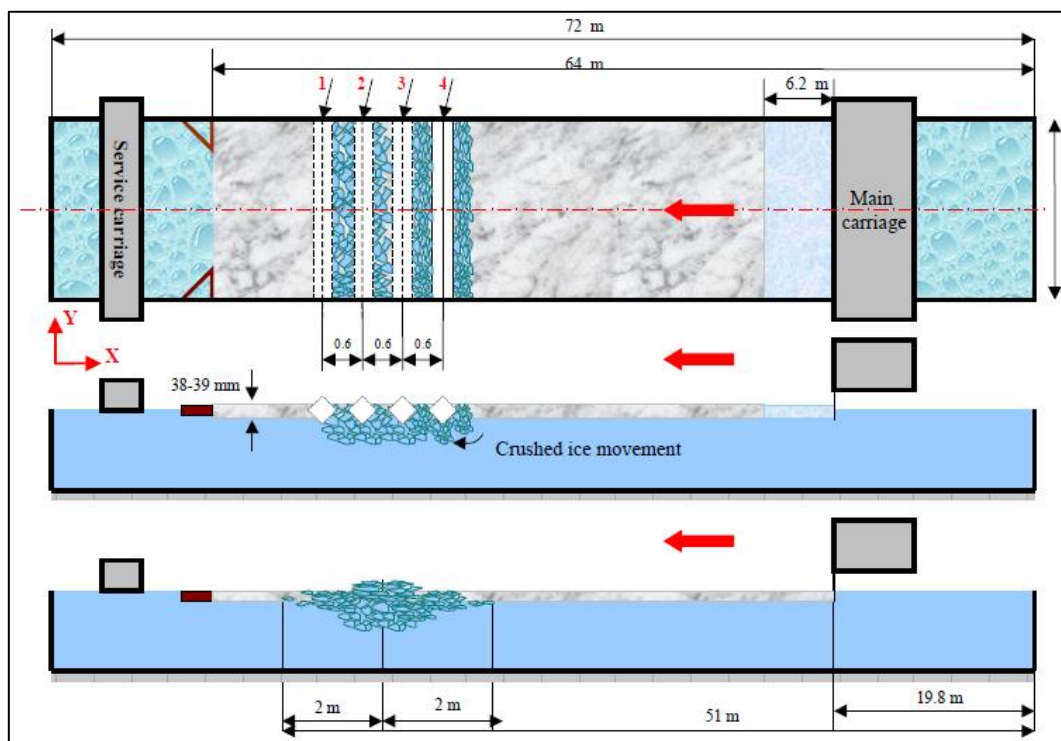 72 m
64 m
1 2 3 4
6.2 m
Service carriage
Main
carriage
Y
X
0.6 0.6 0.6
38-39 mm
Crushed ice movement
2 m 2 m
51 m
19.8 m